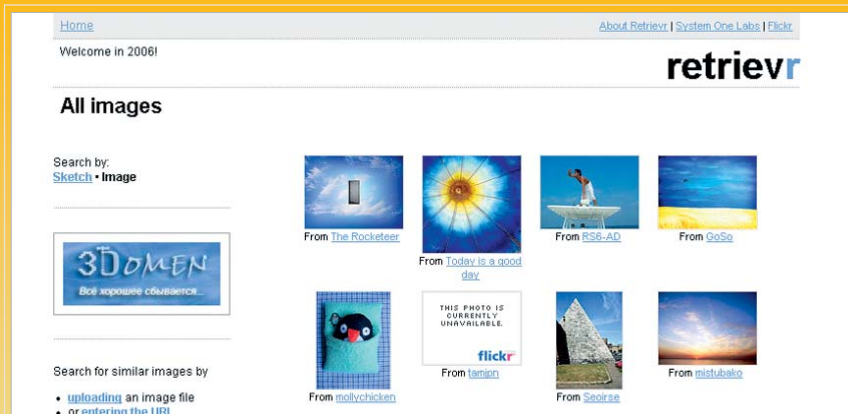 Home
About Retrievr | System One Labs | Flickr
Welcome in 2006!
retrievr
All images
Search by:
Sketch • Image
3Domen
Всё хорошее сбывается...
From The Rocketeer
From Today is a good
day
From RS6-AD
From GoSo
THIS PHOTO IS
CURRENTLY
UNAVAILABLE.
flickr
From mollychicken
From tamipn
From Seoirse
From mistubako
Search for similar images by
• uploading an image file
• or entering the URL